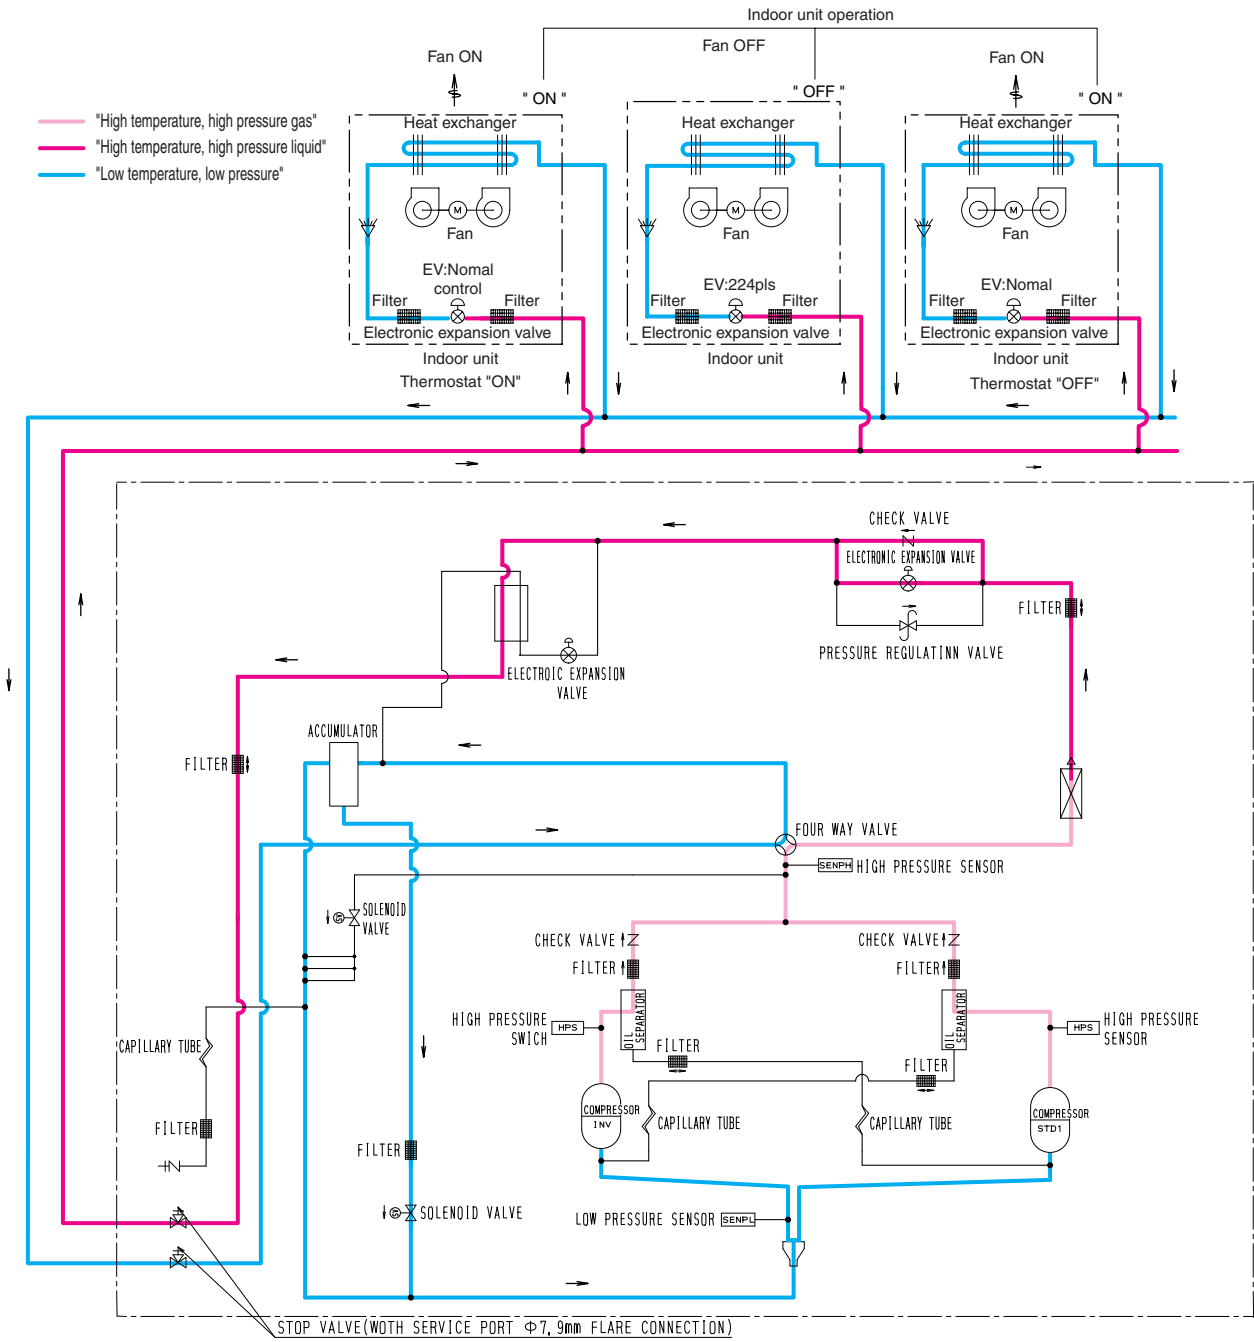 Indoor unit operation
Fan ON
Fan OFF
Fan ON
" ON "
" OFF "
" ON "
"High temperature, high pressure gas"
"High temperature, high pressure liquid"
"Low temperature, low pressure"
Heat exchanger
M
Fan
EV:Nomal
control
Filter
Filter
Electronic expansion valve
Indoor unit
Thermostat "ON"
Heat exchanger
M
Fan
EV:224pls
Filter
Filter
Electronic expansion valve
Indoor unit
Heat exchanger
M
Fan
EV:Nomal
Filter
Filter
Electronic expansion valve
Indoor unit
Thermostat "OFF"
CHECK VALVE
ELECTRONIC EXPANSION VALVE
FILTER
PRESSURE REGULATINN VALVE
ELECTROIC EXPANSION
VALVE
ACCUMULATOR
FILTER
FOUR WAY VALVE
SENPH HIGH PRESSURE SENSOR
SOLENOID
VALVE
CHECK VALVE
CHECK VALVE
FILTER
FILTER
OIL
SEPARATOR
OIL
SEPARATOR
HIGH PRESSURE
SWICH
HPS
HPS
HIGH PRESSURE
SENSOR
CAPILLARY TUBE
FILTER
FILTER
COMPRESSOR
INV
CAPILLARY TUBE
CAPILLARY TUBE
COMPRESSOR
STD1
FILTER
FILTER
SOLENOID VALVE
LOW PRESSURE SENSOR SENPL
STOP VALVE(WOTH SERVICE PORT Φ7, 9mm FLARE CONNECTION)